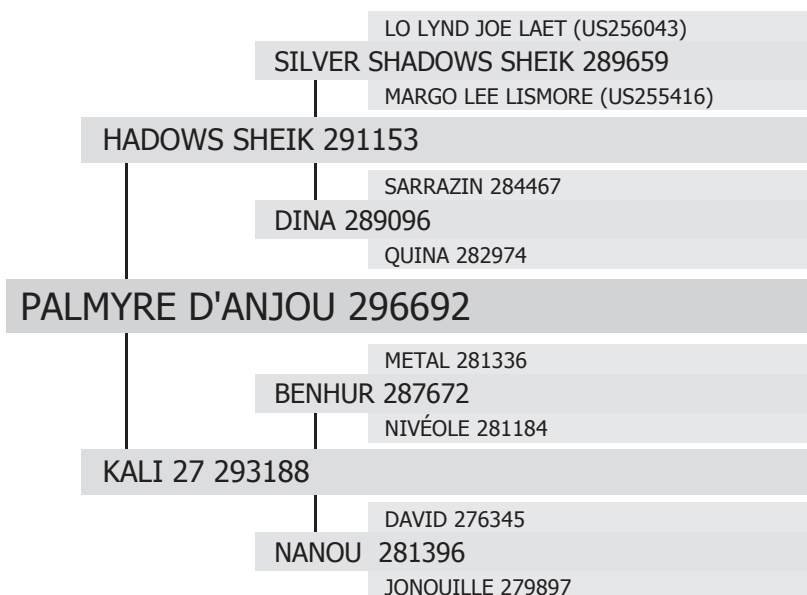 LO LYND JOE LAET (US256043)
SILVER SHADOWS SHEIK 289659
MARGO LEE LISMORE (US255416)
HADOWS SHEIK 291153
SARRAZIN 284467
DINA 289096
QUINA 282974
PALMYRE D'ANJOU 296692
METAL 281336
BENHUR 287672
NIVÉOLE 281184
KALI 27 293188
DAVID 276345
NANOU 281396
JONOUILLE 279897